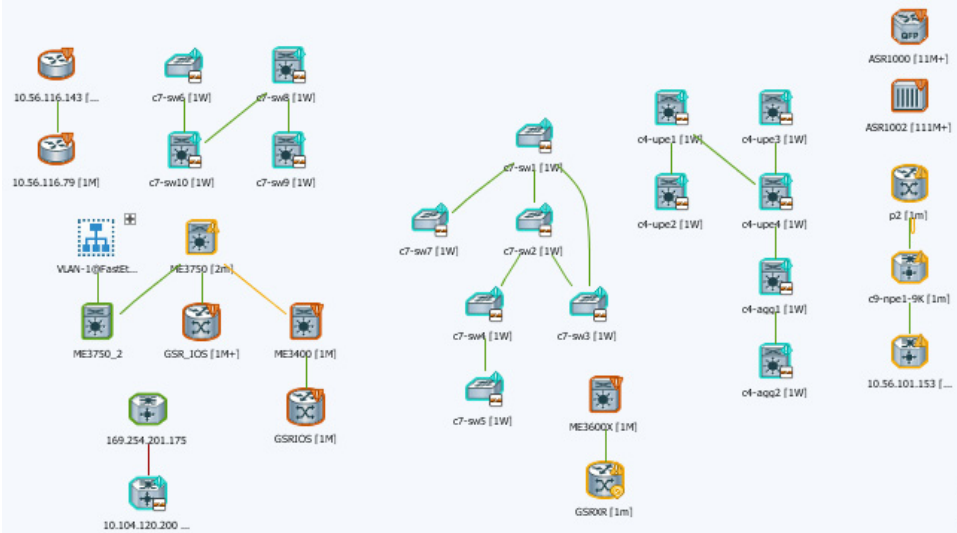 ASR1000 [11M+]
10.56.116.143 [...
c7-sw6 [1W]
c7-sw8 [1W]
ASR1002 [111M+]
c4-upe1 [1W]
c4-upe3 [1W]
c7-sw1 [1W]
10.56.116.79 [1M]
c7-sw10 [1W]
c7-sw9 [1W]
p2 [1m]
c4-upe2 [1W]
c4-upe4 [1W]
c7-sw7 [1W]
c7-sw2 [1W]
VLAN-1@FastEt...
ME3750 [2m]
c9-npe1-9K [1m]
c4-agg1 [1W]
c7-sw4 [1W]
c7-sw3 [1W]
ME3750_2
GSR_IOS [1M+]
ME3400 [1M]
10.56.101.153 [...
c4-agg2 [1W]
c7-sw5 [1W]
ME3600X [1M]
169.254.201.175
GSRIOS [1M]
GSRXR [1m]
10.104.120.200 ...